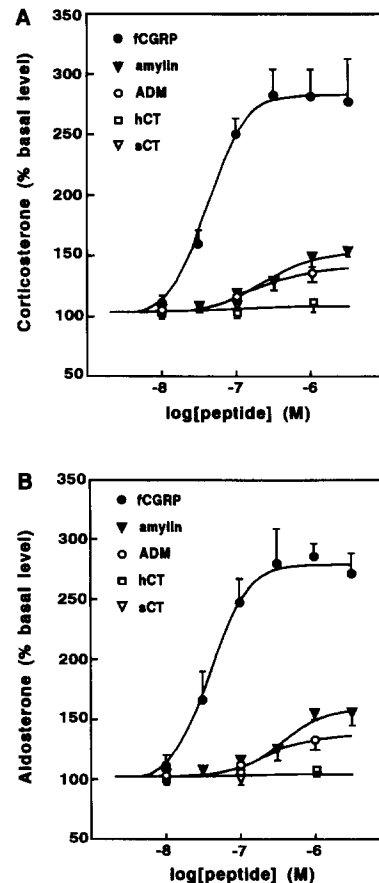 A
fCGRP
amylin
ADM
hCT
sCT
350
300
250
200
150
100
50
Corticosterone (% basal level)
-8
-7
-6
log[peptide] (M)
B
fCGRP
amylin
ADM
hCT
sCT
350
300
250
200
150
100
50
Aldosterone (% basal level)
-8
-7
-6
log[peptide] (M)